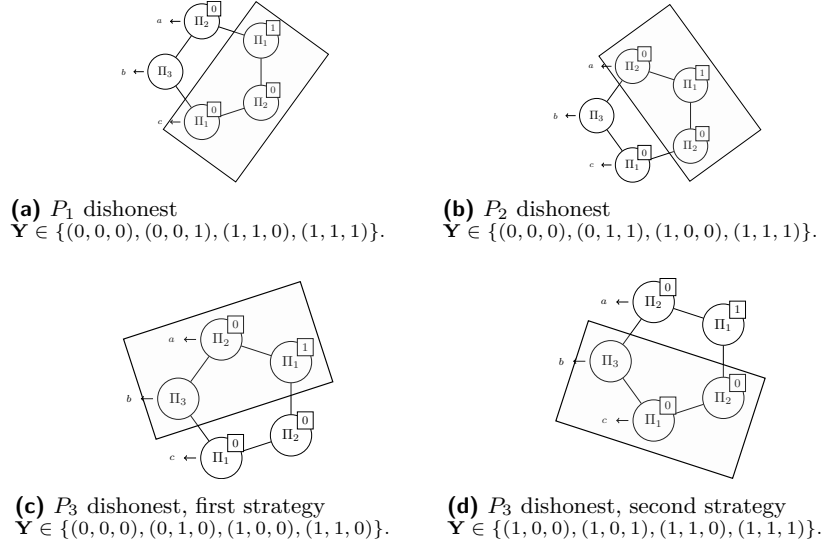 a ← Π₂ 0
Π₁ 1
b ← Π₃
Π₂ 0
c ← Π₁ 0
a ← Π₂ 0
Π₁ 1
b ← Π₃
Π₂ 0
c ← Π₁ 0
(a) P₁ dishonest
Y ∈ {(0, 0, 0), (0, 0, 1), (1, 1, 0), (1, 1, 1)}.
(b) P₂ dishonest
Y ∈ {(0, 0, 0), (0, 1, 1), (1, 0, 0), (1, 1, 1)}.
a ← Π₂ 0
Π₁ 1
b ← Π₃
Π₂ 0
c ← Π₁ 0
a ← Π₂ 0
Π₁ 1
b ← Π₃
Π₂ 0
c ← Π₁ 0
(c) P₃ dishonest, first strategy
Y ∈ {(0, 0, 0), (0, 1, 0), (1, 0, 0), (1, 1, 0)}.
(d) P₃ dishonest, second strategy
Y ∈ {(1, 0, 0), (1, 0, 1), (1, 1, 0), (1, 1, 1)}.